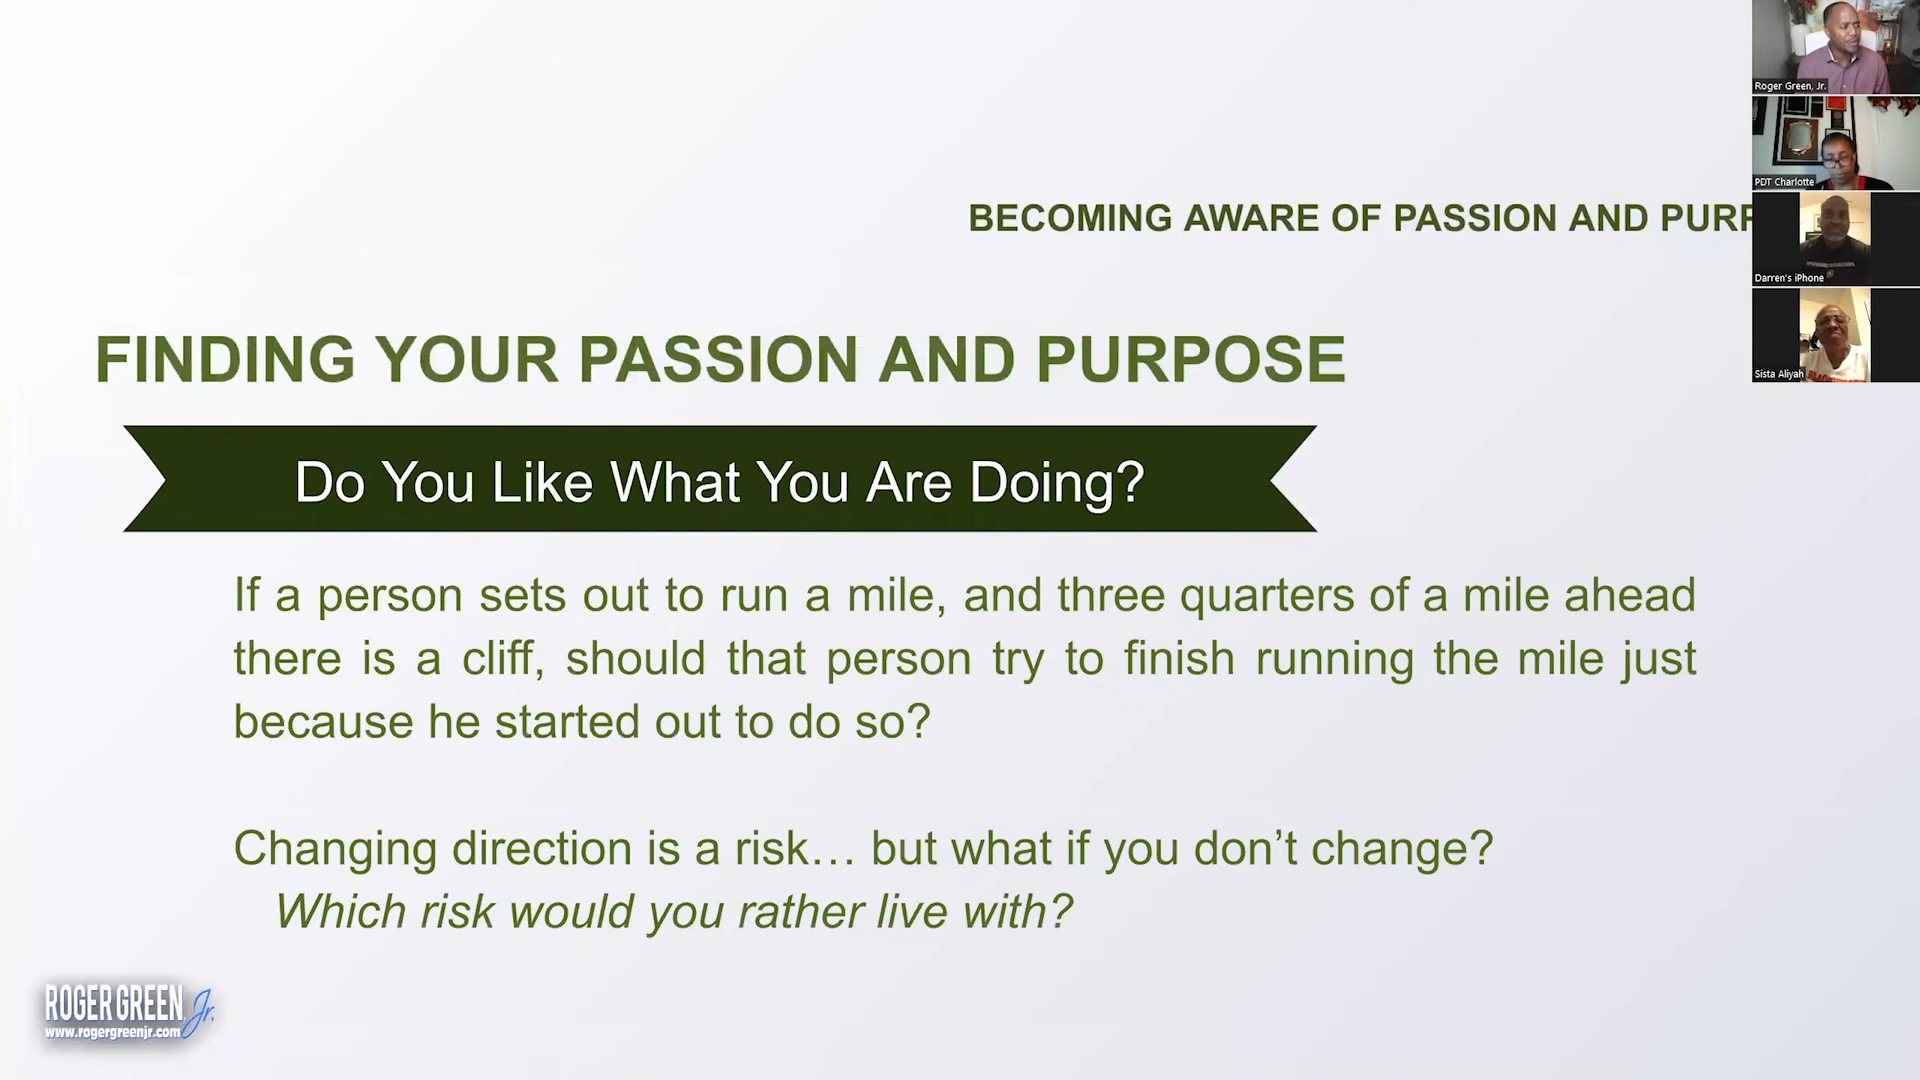 Roger Green, Jr.
PDT Charlotte
BECOMING AWARE OF PASSION AND PURP
Darren's iPhone
FINDING YOUR PASSION AND PURPOSE
Sista Aliyah
Do You Like What You Are Doing?
If a person sets out to run a mile, and three quarters of a mile ahead
there is a cliff, should that person try to finish running the mile just
because he started out to do so?
Changing direction is a risk… but what if you don’t change?
Which risk would you rather live with?
ROGER GREEN Jr.
www.rogergreenjr.com